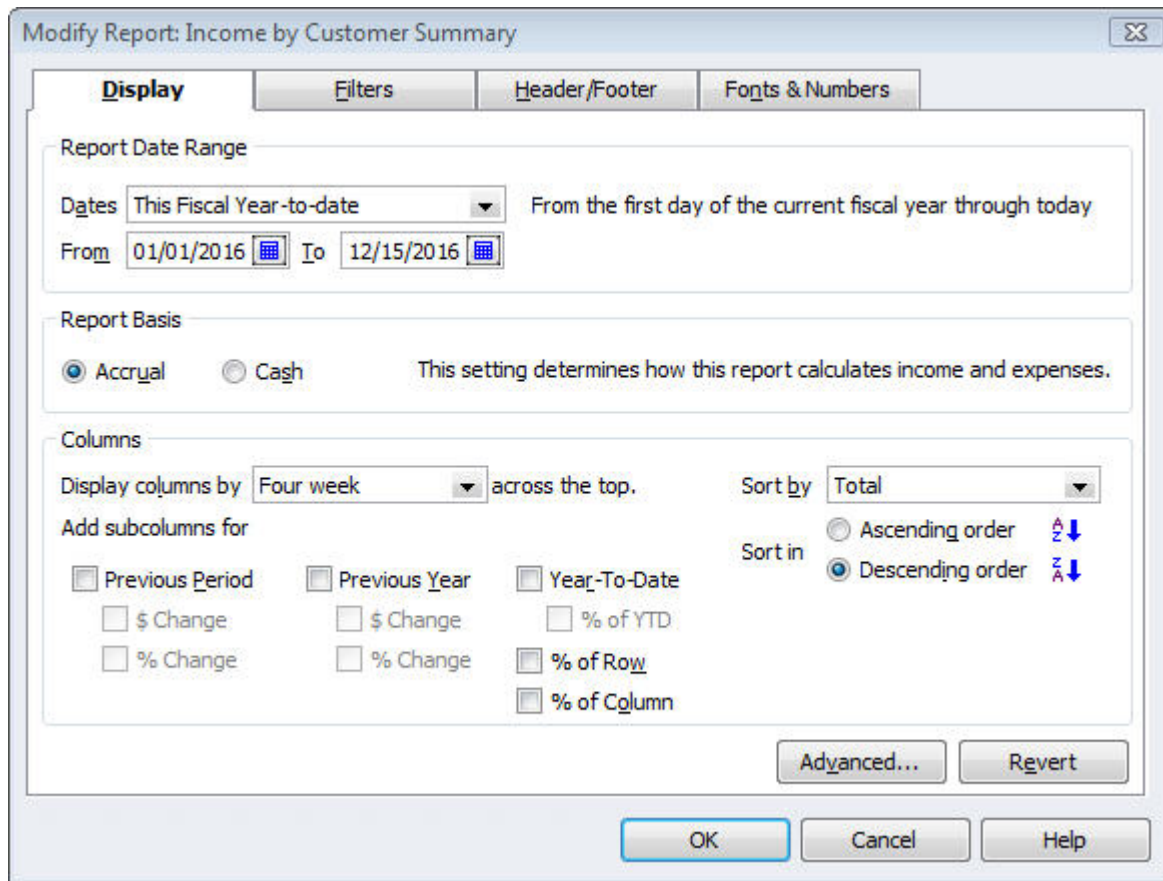 Modify Report: Income by Customer Summary
Display Filters Header/Footer Fonts & Numbers
Report Date Range
Dates This Fiscal Year-to-date From the first day of the current fiscal year through today
From 01/01/2016 To 12/15/2016
Report Basis
Accrual Cash This setting determines how this report calculates income and expenses.
Columns
Display columns by Four week across the top. Sort by Total
Add subcolumns for
Sort in
Ascending order AZ
Descending order ZA
Previous Period Previous Year Year-To-Date
$ Change $ Change % of YTD
% Change % Change % of Row
% of Column
Advanced... Revert
OK Cancel Help